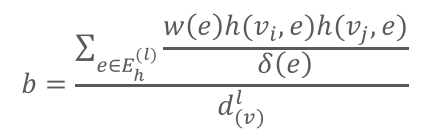 b = \frac{\sum_{e \in E_h^{(l)}} \frac{w(e)h(v_i, e)h(v_j, e)}{\delta(e)}}{d_{(v)}^{l}}